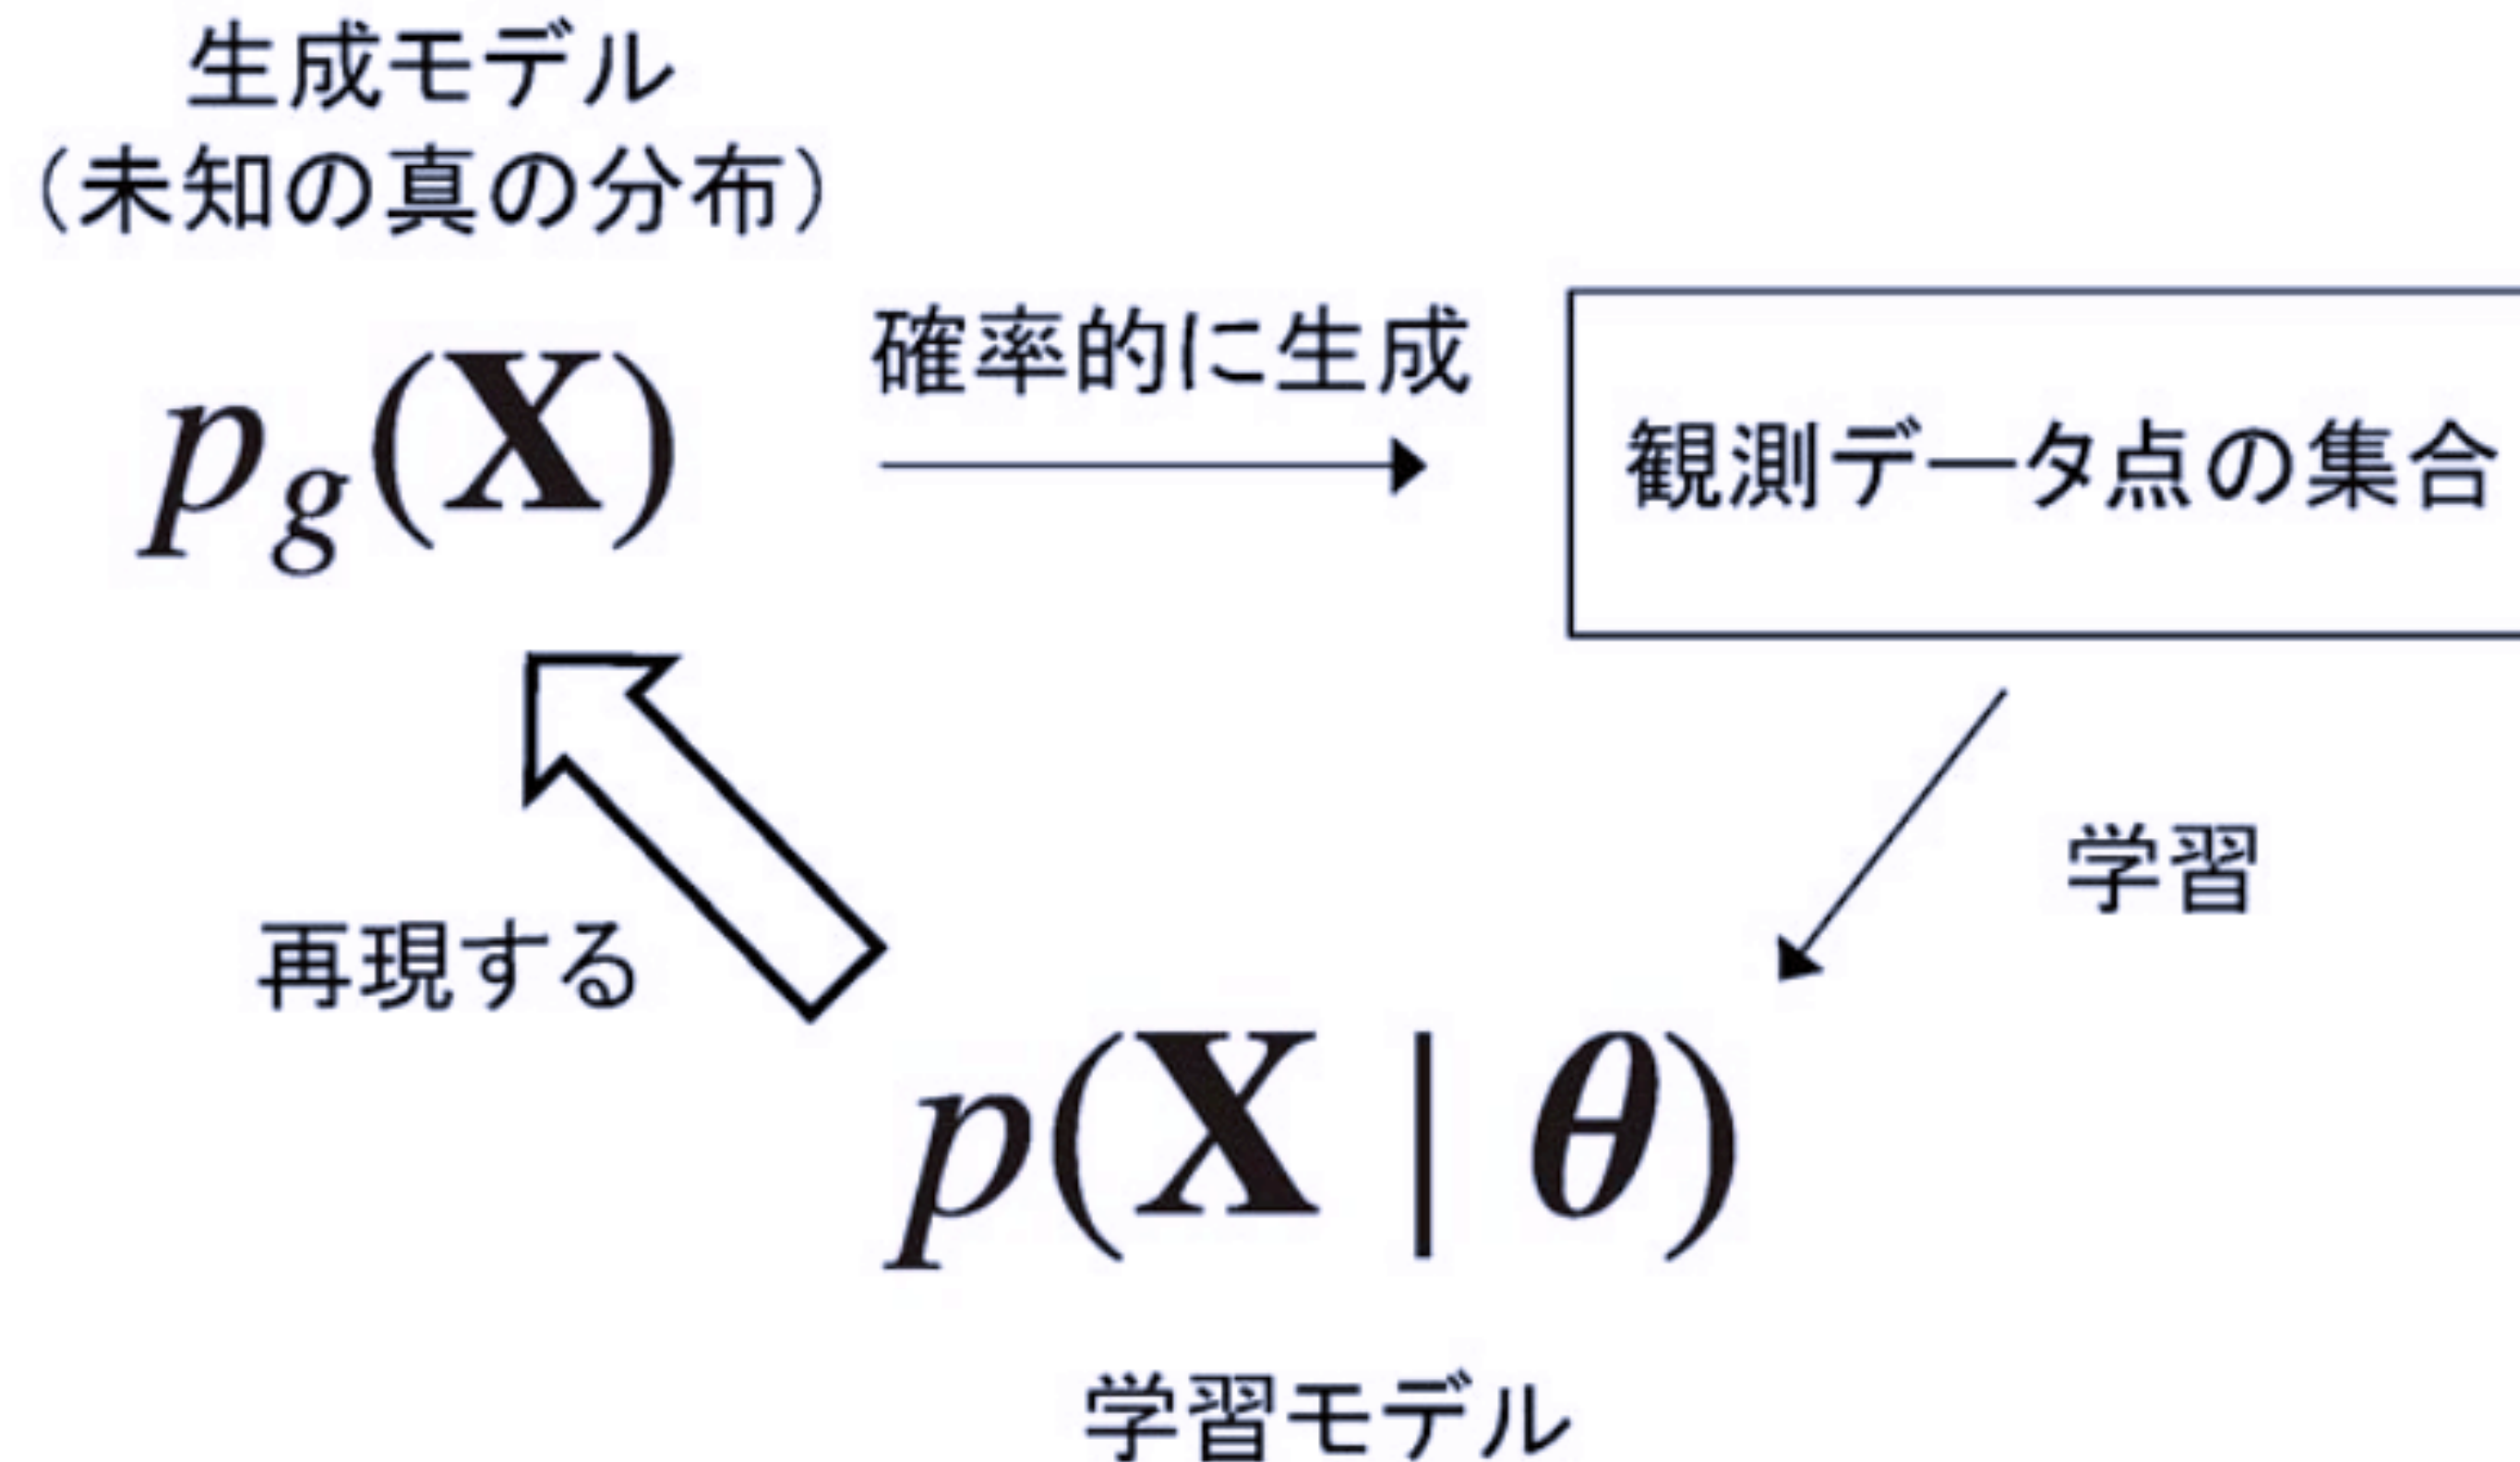 生成モデル
（未知の真の分布）
確率的に生成
p_g(X)
観測データ点の集合
学習
再現する
p(X | θ)
学習モデル